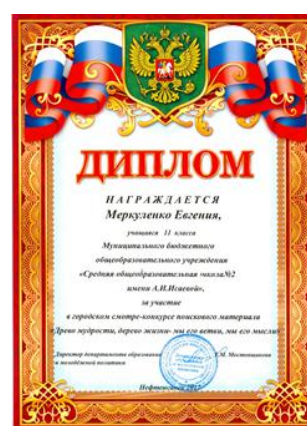 ДИПЛОМ
НАГРАЖДАЕТСЯ
Меркуленко Евгения,
учащаяся 11 класса
Муниципального бюджетного
общеобразовательного учреждения
«Средняя общеобразовательная школа№2
имени А.И.Исаевой»,
за участие
в городском смотре-конкурсе поискового материала
«Древо мудрости, дерево жизни- мы его ветви, мы его мысли»
Директор департамента образования Т.М. Мостовщикова
и молодёжной политики
Нефтеюганск 2012